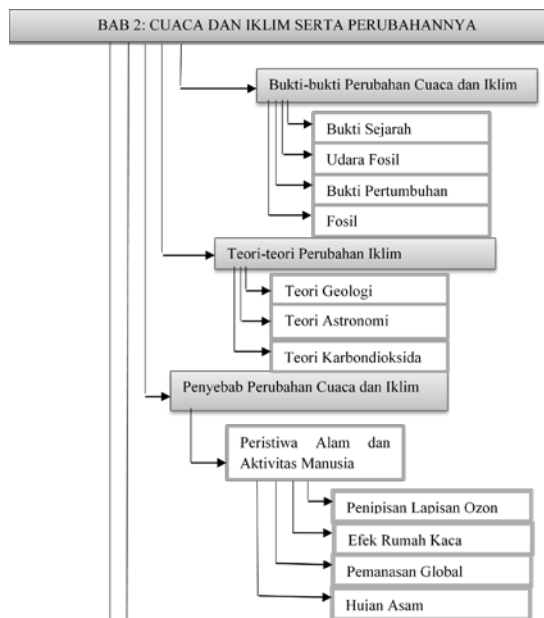 BAB 2: CUACA DAN IKLIM SERTA PERUBAHANNYA
Bukti-bukti Perubahan Cuaca dan Iklim
Bukti Sejarah
Udara Fosil
Bukti Pertumbuhan
Fosil
Teori-teori Perubahan Iklim
Teori Geologi
Teori Astronomi
Teori Karbondioksida
Penyebab Perubahan Cuaca dan Iklim
Peristiwa Alam dan
Aktivitas Manusia
Penipisan Lapisan Ozon
Efek Rumah Kaca
Pemanasan Global
Hujan Asam